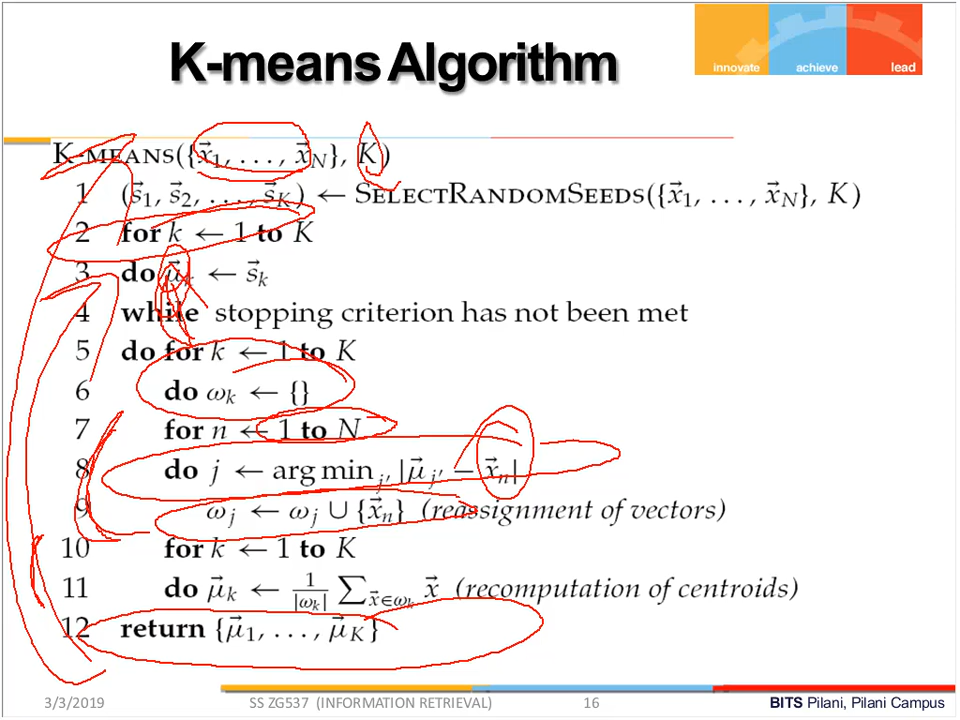 K-means Algorithm
innovate achieve lead
K-MEANS({x⃗₁, . . . , x⃗_N}, K)
1 (s⃗₁, s⃗₂, . . . , s⃗_K) ← SELECTRANDOMSEEDS({x⃗₁, . . . , x⃗_N}, K)
2 for k ← 1 to K
3 do μ⃗_k ← s⃗_k
4 while stopping criterion has not been met
5 do for k ← 1 to K
6 do ω_k ← {}
7 for n ← 1 to N
8 do j ← arg min_j′ |μ⃗_j′ − x⃗_n|
9 ω_j ← ω_j ∪ {x⃗_n} (reassignment of vectors)
10 for k ← 1 to K
11 do μ⃗_k ← 1/|ω_k| ∑_x⃗∈ω_k x⃗ (recomputation of centroids)
12 return {μ⃗₁, . . . , μ⃗_K}
3/3/2019 SS ZG537 (INFORMATION RETRIEVAL) 16 BITS Pilani, Pilani Campus